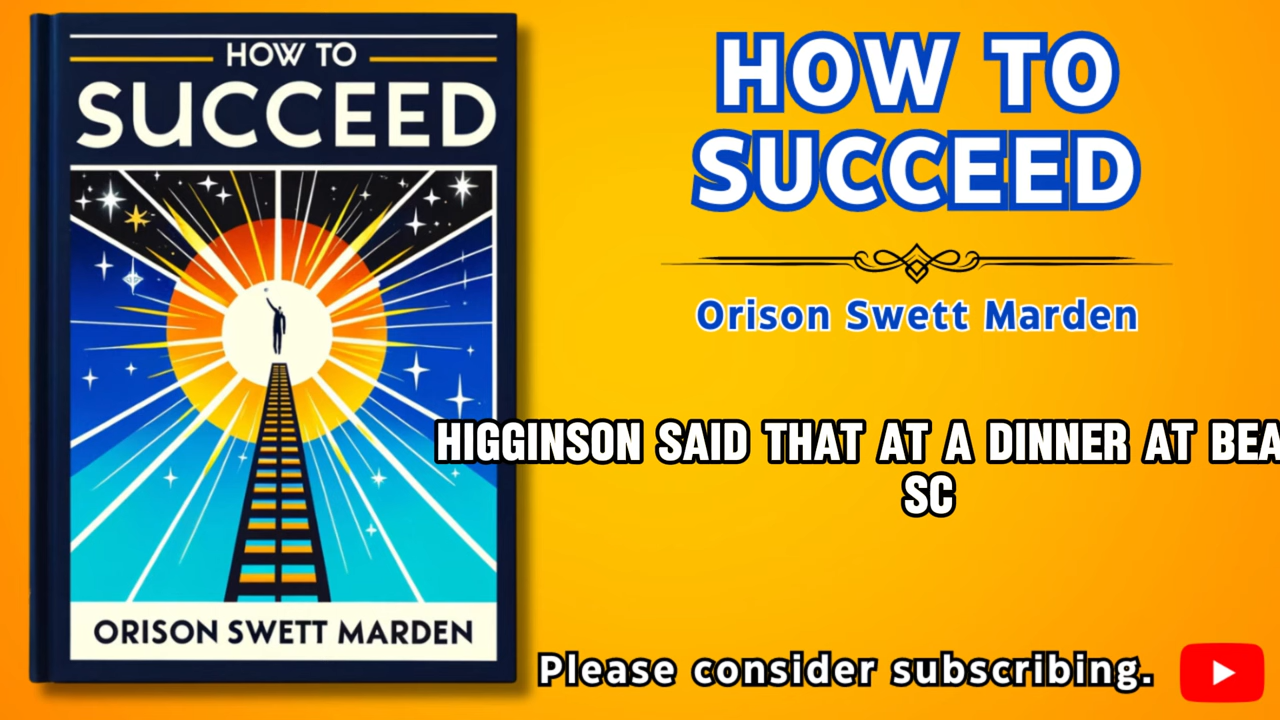 HOW TO
SUCCEED
ORISON SWETT MARDEN
HOW TO
SUCCEED
Orison Swett Marden
HIGGINSON SAID THAT AT A DINNER AT BEA
SC
Please consider subscribing.